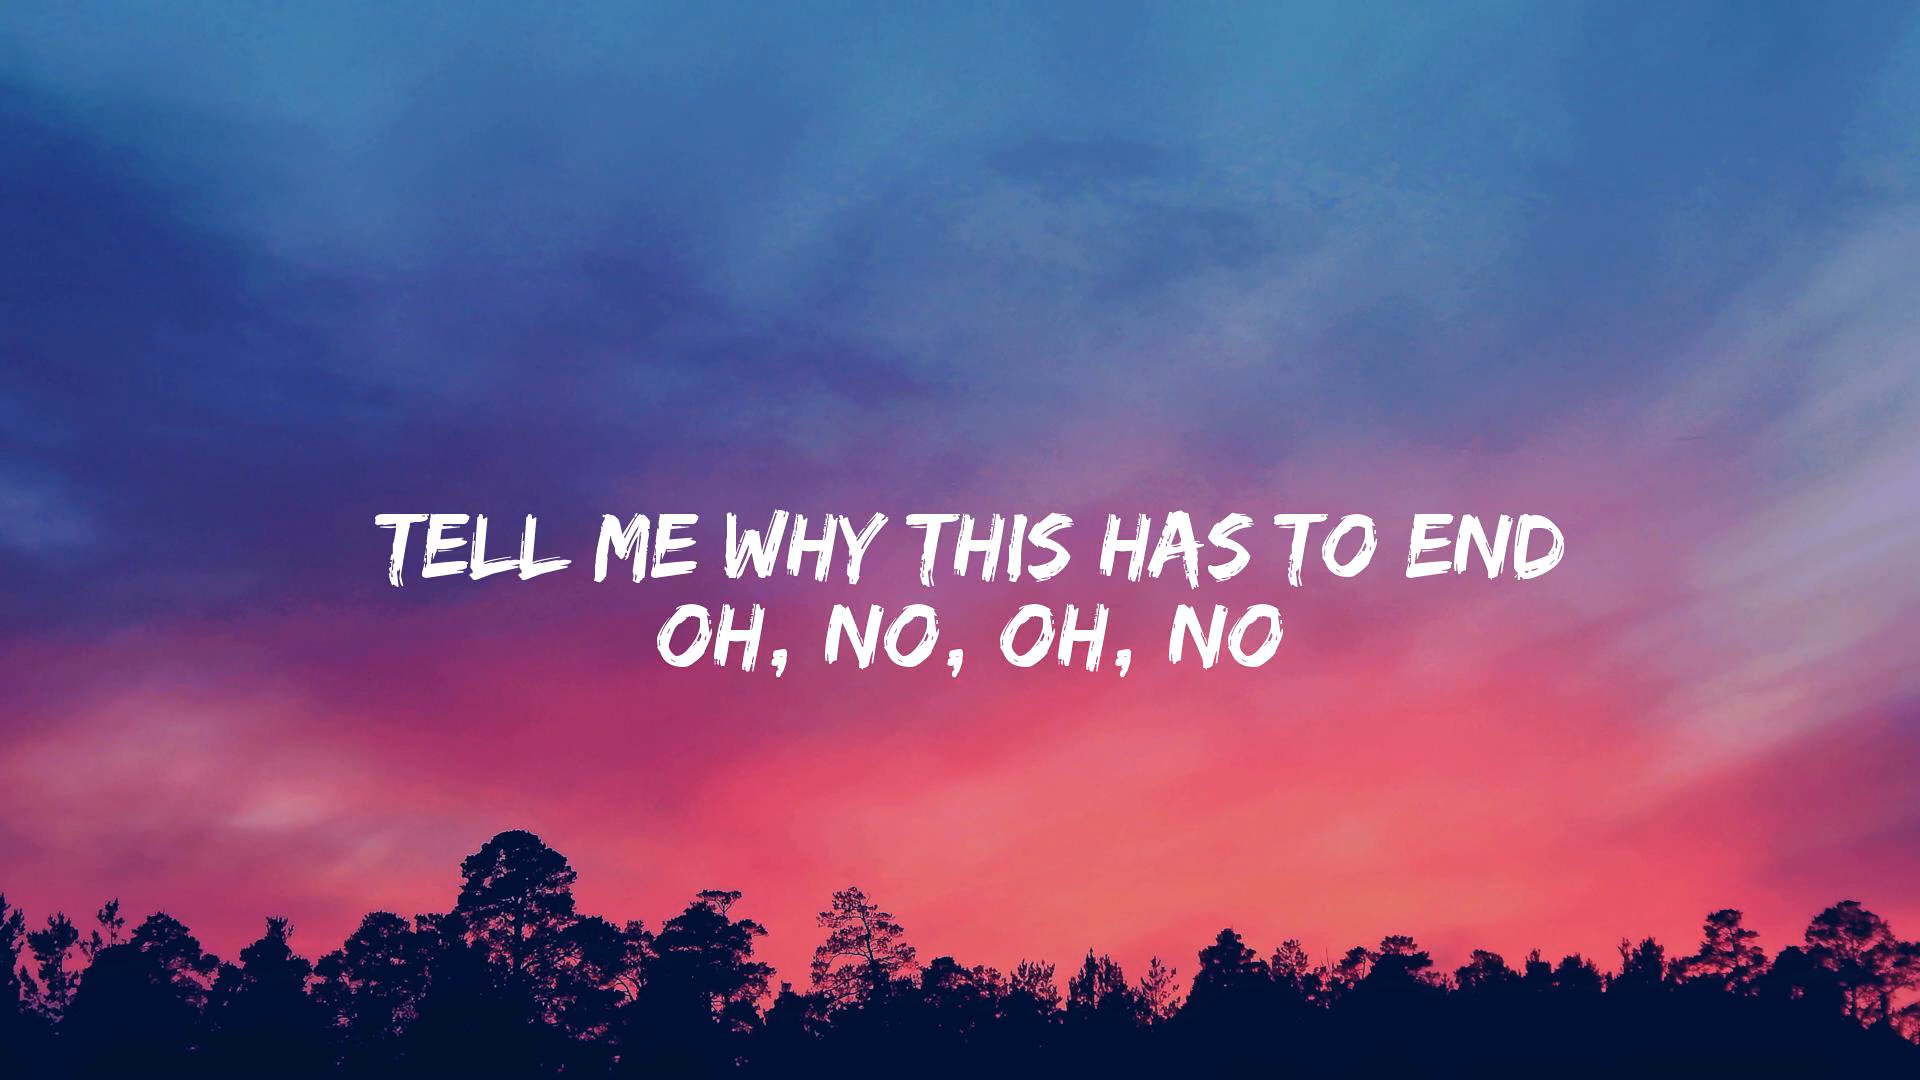 TELL ME WHY THIS HAS TO END
OH, NO, OH, NO